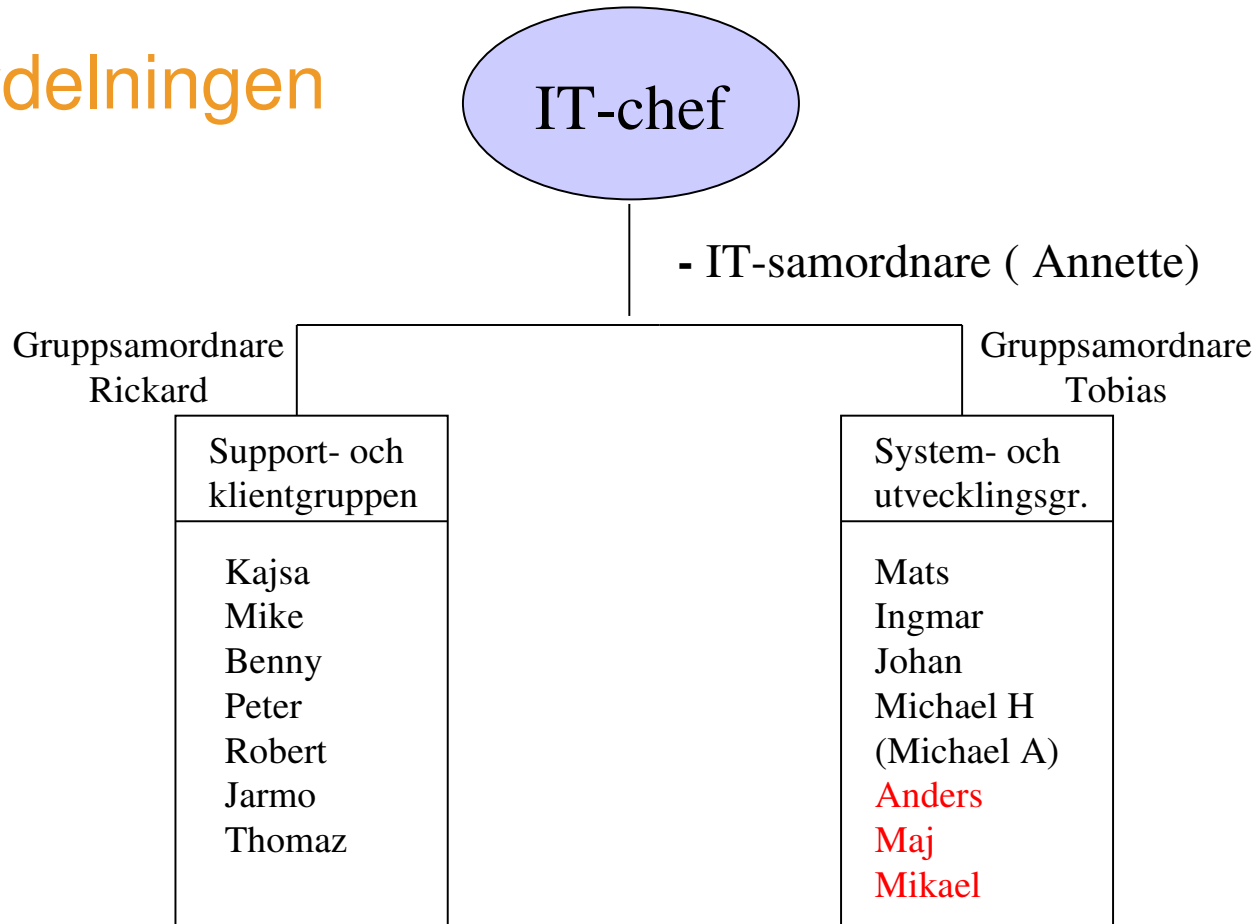 delningen
IT-chef
- IT-samordnare ( Annette)
Gruppsamordnare
Rickard
Gruppsamordnare
Tobias
Support- och
klientgruppen
Kajsa
Mike
Benny
Peter
Robert
Jarmo
Thomaz
System- och
utvecklingsgr.
Mats
Ingmar
Johan
Michael H
(Michael A)
Anders
Maj
Mikael